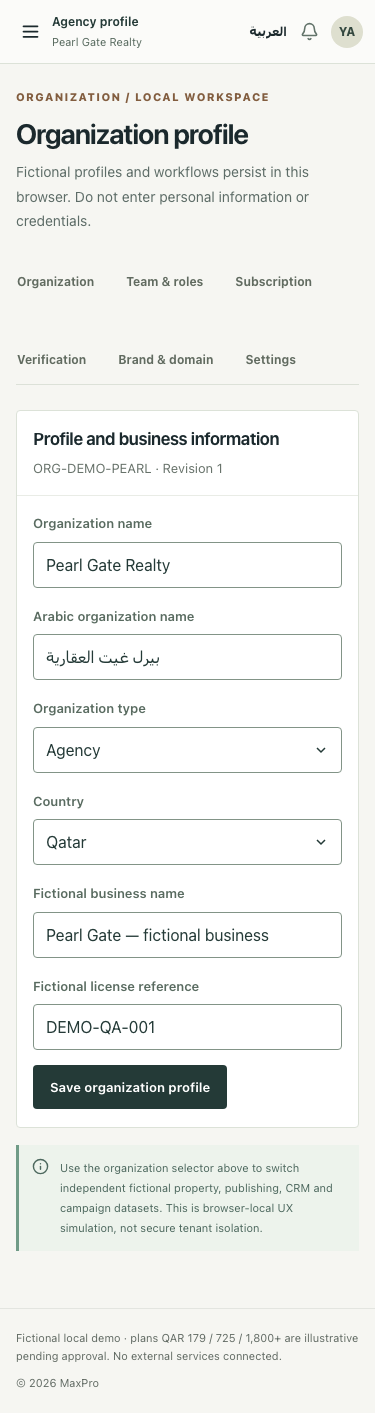 Agency profile
Pearl Gate Realty
العربية
YA
ORGANIZATION / LOCAL WORKSPACE
Organization profile
Fictional profiles and workflows persist in this
browser. Do not enter personal information or
credentials.
Organization Team & roles Subscription
Verification Brand & domain Settings
Profile and business information
ORG-DEMO-PEARL · Revision 1
Organization name
Pearl Gate Realty
Arabic organization name
بيرل غيت العقارية
Organization type
Agency
Country
Qatar
Fictional business name
Pearl Gate — fictional business
Fictional license reference
DEMO-QA-001
Save organization profile
Use the organization selector above to switch
independent fictional property, publishing, CRM and
campaign datasets. This is browser-local UX
simulation, not secure tenant isolation.
Fictional local demo · plans QAR 179 / 725 / 1,800+ are illustrative
pending approval. No external services connected.
© 2026 MaxPro